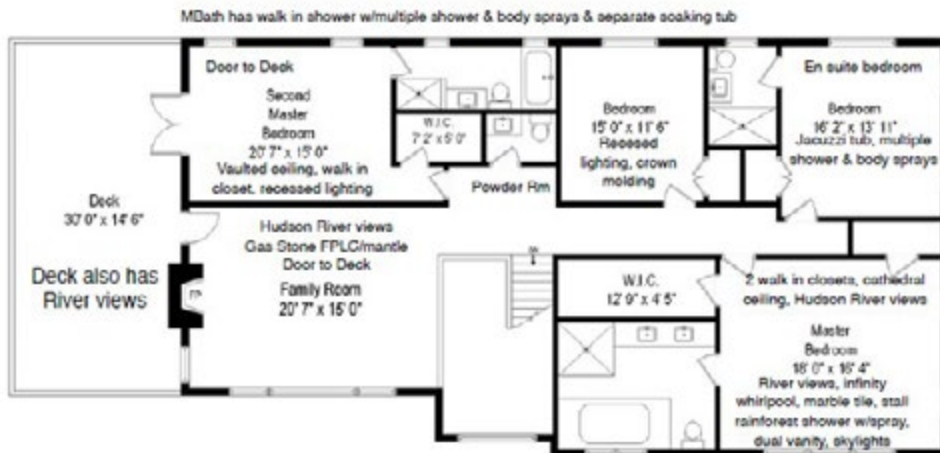 MBath has walk in shower w/multiple shower & body sprays & separate soaking tub
Door to Deck
Second
Master
Bedroom
20' 7" x 15' 0"
Vaulted ceiling, walk in
closet, recessed lighting
W.I.C.
7' 2" x 5' 0"
Powder Rm
Bedroom
15' 0" x 11' 6"
Recesed
lighting, crown
molding
En suite bedroom
Bedroom
16' 2" x 13' 11"
Jacuzzi tub, multiple
shower & body sprays
Deck
30' 0" x 14' 6"
Deck also has
River views
Hudson River views
Gas Stone FPLC/mantle
Door to Deck
Family Room
20' 7" x 15' 0"
W.I.C.
12' 9" x 4' 5"
2 walk in closets, cathedral
ceiling, Hudson River views
Master
Bedroom
18' 0" x 16' 4"
River views, infinity
whirlpool, marble tile, stall
rainforest shower w/spray,
dual vanity, skylights